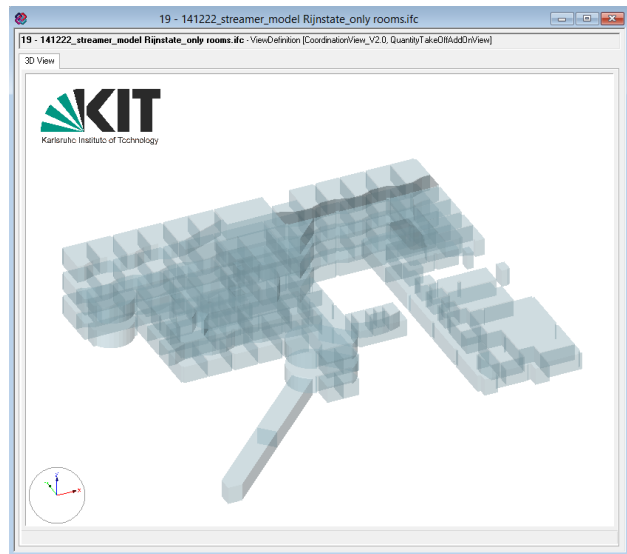 19 - 141222_streamer_model Rijnstate_only rooms.ifc
19 - 141222_streamer_model Rijnstate_only rooms.ifc - ViewDefinition [CoordinationView_V2.0, QuantityTakeOffAddOnView]
3D View
KIT
Karlsruhe Institute of Technology
Z
X